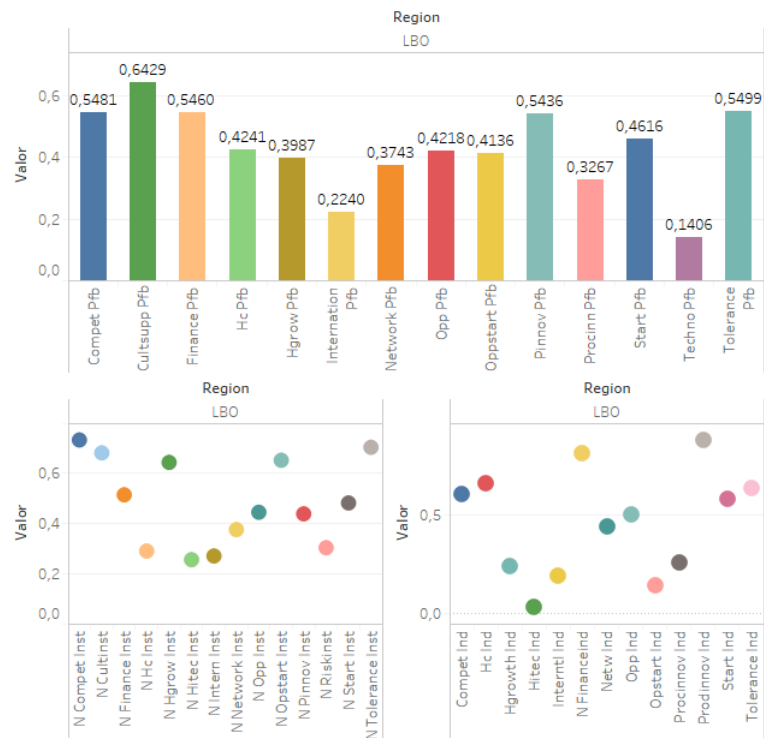 Region
LBO
0,6429
0,5481
0,5460
0,5436
0,5499
0,4616
0,4241
0,4218
0,4136
0,3987
0,3743
0,3267
0,2240
0,1406
Valor
0,6
0,4
0,2
0,0
Compet Pfb
Cultsupp Pfb
Finance Pfb
Hc Pfb
Hgrow Pfb
Internation
Pfb
Network Pfb
Opp Pfb
Oppstart Pfb
Pinnov Pfb
Procinn Pfb
Start Pfb
Techno Pfb
Tolerance
Pfb
Region
LBO
Valor
0,6
0,4
0,2
0,0
N Compet Inst
N Cultinst
N Finance Inst
N Hc Inst
N Hgrow Inst
N Hitec Inst
N Intern Inst
N Network Inst
N Opp Inst
N Opstart Inst
N Pinnov Inst
N Riskinst
N Start Inst
N Tolerance Inst
Region
LBO
Valor
0,5
0,0
Compet Ind
Hc Ind
Hgrowth Ind
Hitec Ind
Interntl Ind
N Financeind
Netw Ind
Opp Ind
Opstart Ind
Procinnov Ind
Prodinnov Ind
Start Ind
Tolerance Ind